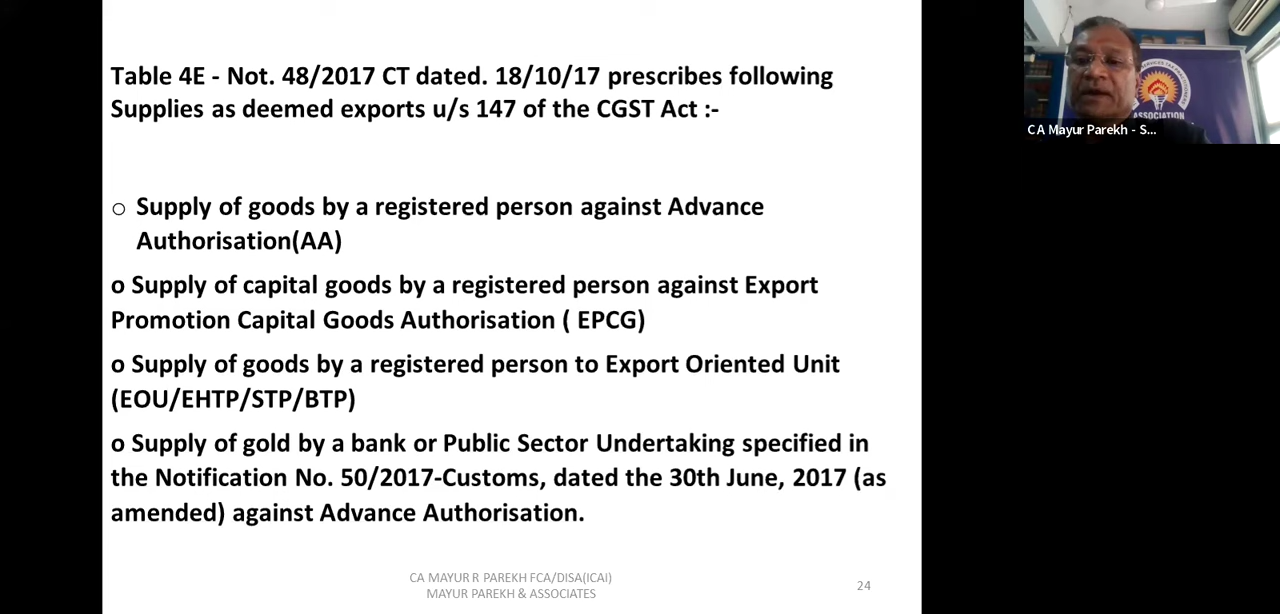 Table 4E - Not. 48/2017 CT dated. 18/10/17 prescribes following
Supplies as deemed exports u/s 147 of the CGST Act :-
○ Supply of goods by a registered person against Advance
Authorisation(AA)
o Supply of capital goods by a registered person against Export
Promotion Capital Goods Authorisation ( EPCG)
o Supply of goods by a registered person to Export Oriented Unit
(EOU/EHTP/STP/BTP)
o Supply of gold by a bank or Public Sector Undertaking specified in
the Notification No. 50/2017-Customs, dated the 30th June, 2017 (as
amended) against Advance Authorisation.
CA MAYUR R PAREKH FCA/DISA(ICAI)
MAYUR PAREKH & ASSOCIATES
24
ASSOCIATION
CA Mayur Parekh - S...